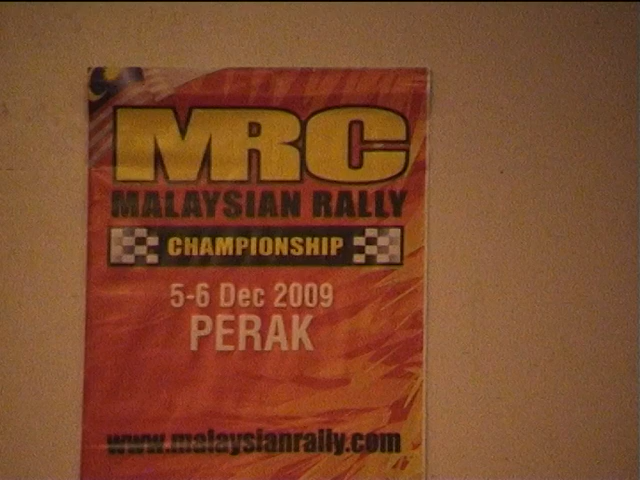 MRC
MALAYSIAN RALLY
CHAMPIONSHIP
5-6 Dec 2009
PERAK
www.malaysianrally.com